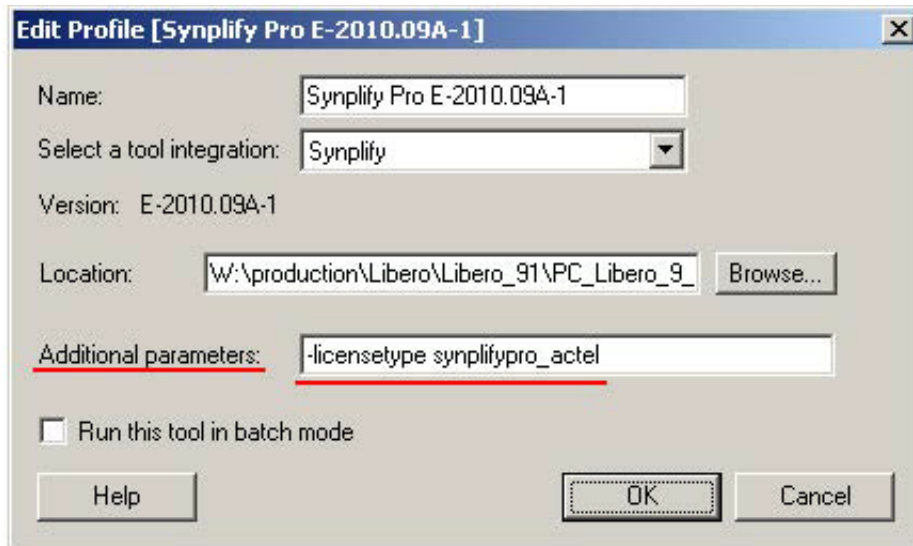 Edit Profile [Synplify Pro E-2010.09A-1]
Name: Synplify Pro E-2010.09A-1
Select a tool integration: Synplify
Version: E-2010.09A-1
Location: W:\production\Libero\Libero_91\PC_Libero_9_ Browse...
Additional parameters: -licensetype synplifypro_actel
Run this tool in batch mode
Help OK Cancel